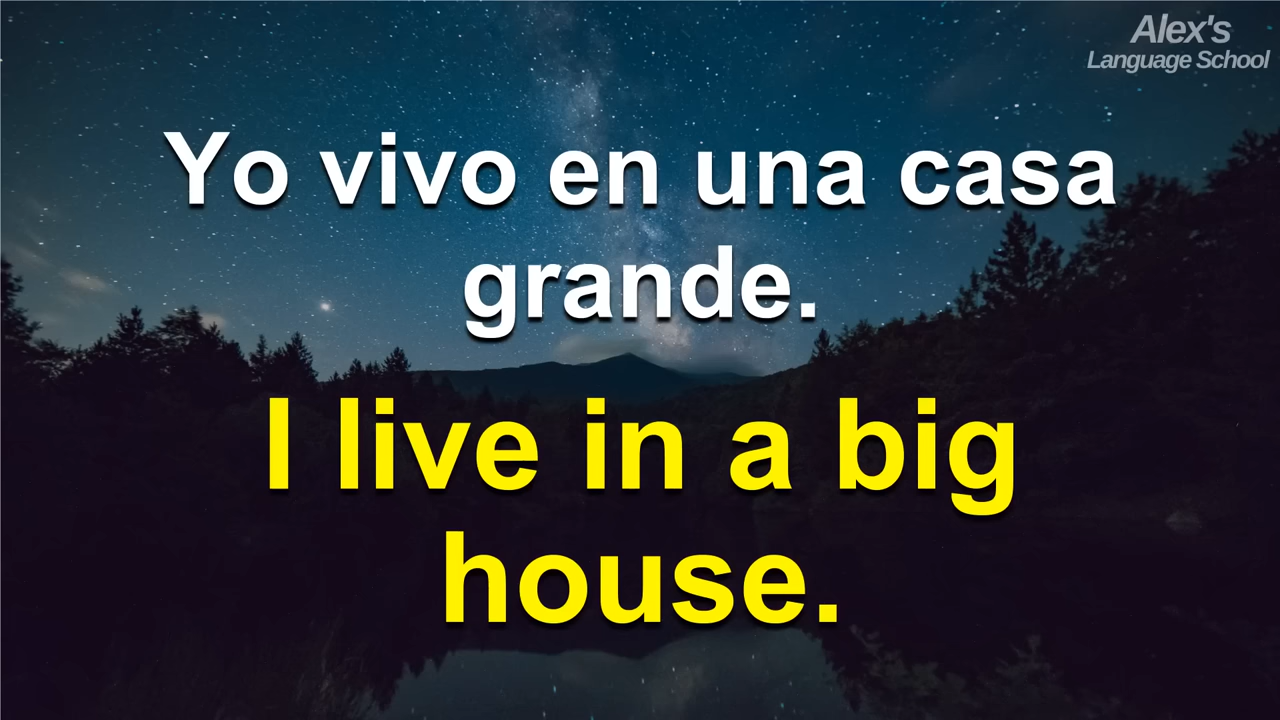 Alex's
Language School
Yo vivo en una casa
grande.
I live in a big
house.